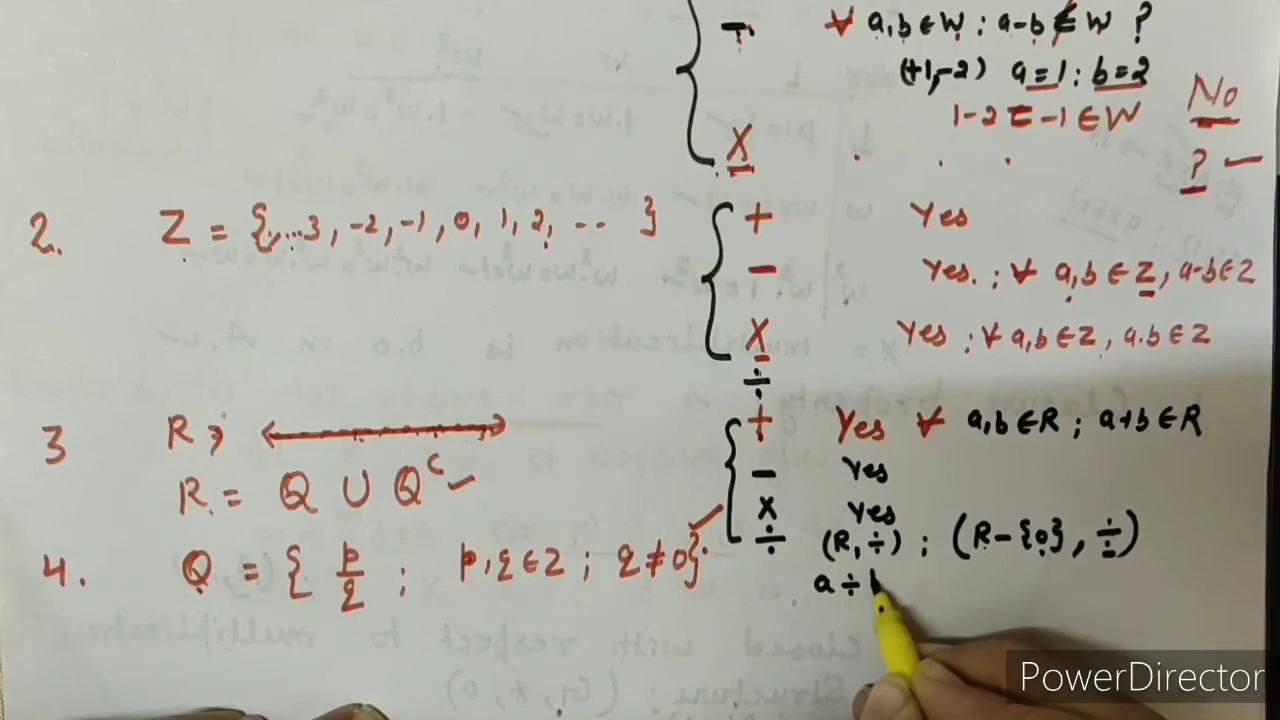 - ∀ a,b ∈ W : a-b ∉ W ?
(+1,-2) a=1 : b=2
1-2 = -1 ∈ W No
X . . . ?
2. Z = {,...3, -2, -1, 0, 1, 2, -- } + Yes
- Yes. ; ∀ a,b ∈ Z, a-b ∈ Z
X Yes ; ∀ a,b ∈ Z, a.b ∈ Z
÷
3 R ⇒ + Yes ∀ a,b ∈ R ; a+b ∈ R
R = Q ∪ Qᶜ - Yes
X Yes
÷ (R, ÷) ; (R-{0}, ÷)
4. Q = { p/q ; p,q ∈ Z ; q ≠ 0}.
a ÷
PowerDirector